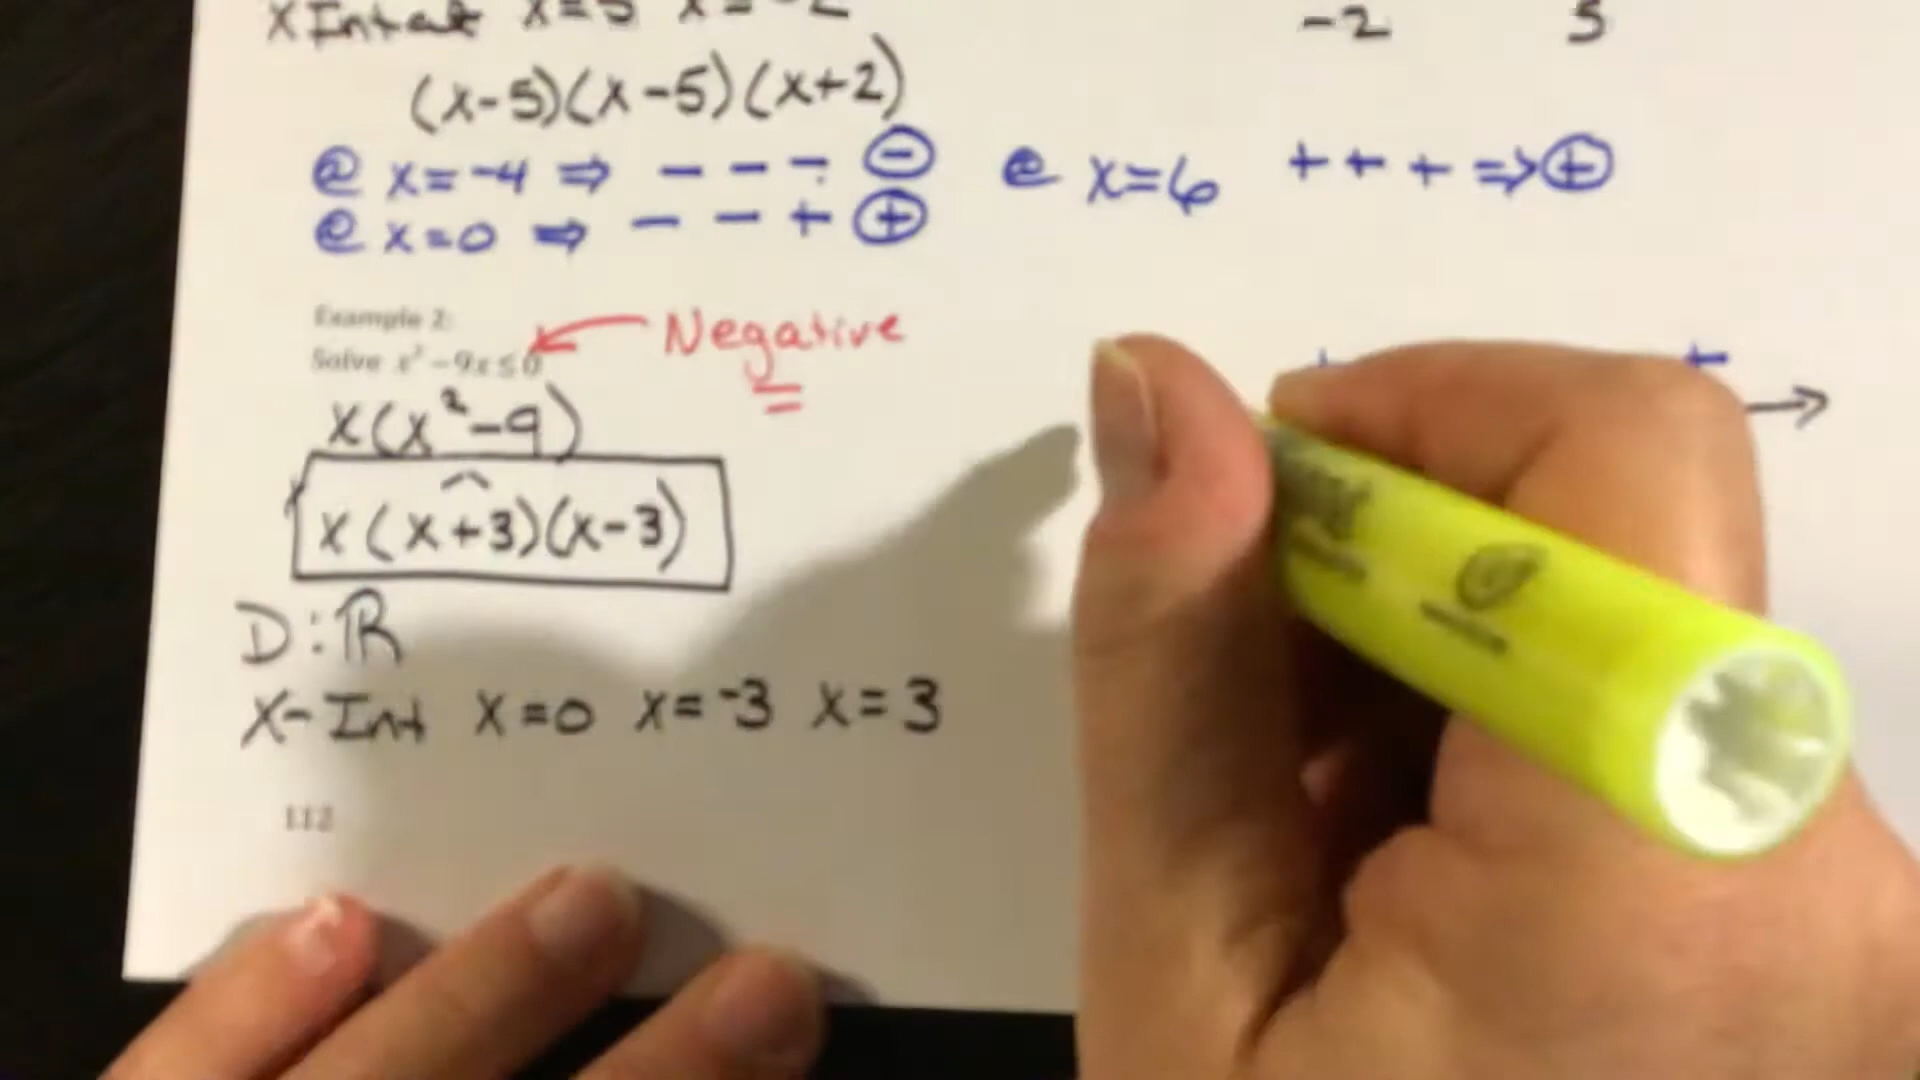 X Int at x=5 x=-2
-2 5
(x-5)(x-5)(x+2)
@ x=-4 ⇒ - - - ⊖ @ x=6 + + + ⇒ ⊕
@ x=0 ⇒ - - + ⊕
Example 2:
Solve x³ -9x ≤ 0 Negative
x(x²-9)
x(x+3)(x-3)
D:ℝ
X-Int x=0 x=-3 x=3
112